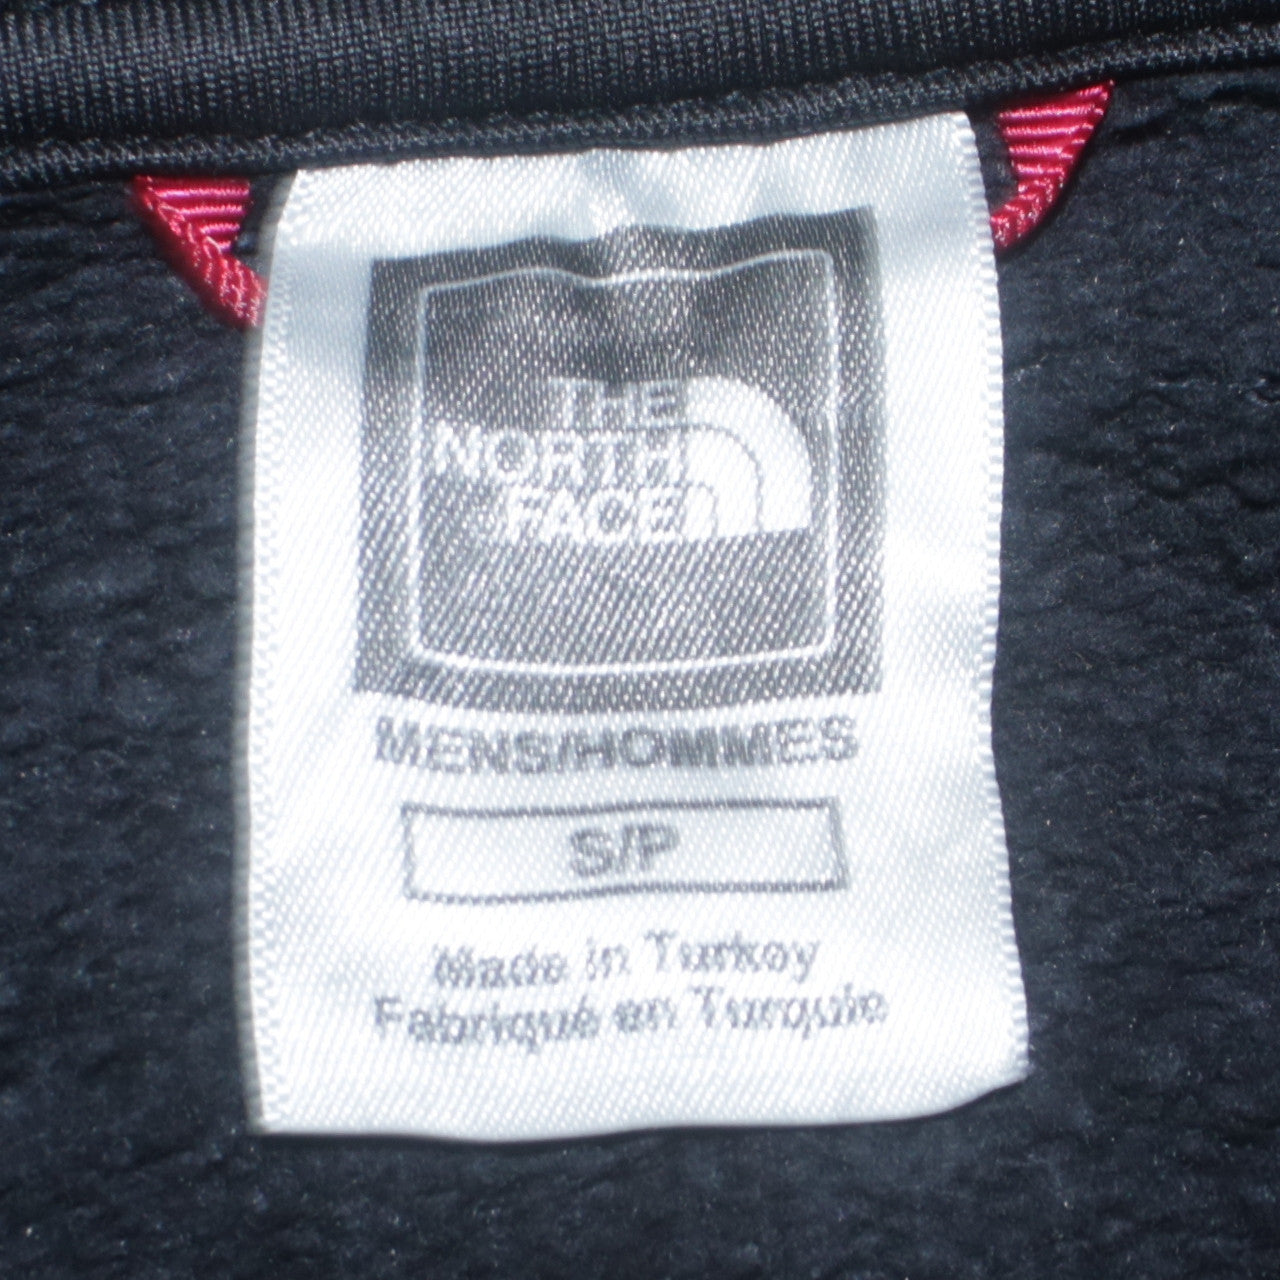 THE
NORTH
FACE
MENS/HOMMES
S/P
Made in Turkey
Fabriqué en Turquie